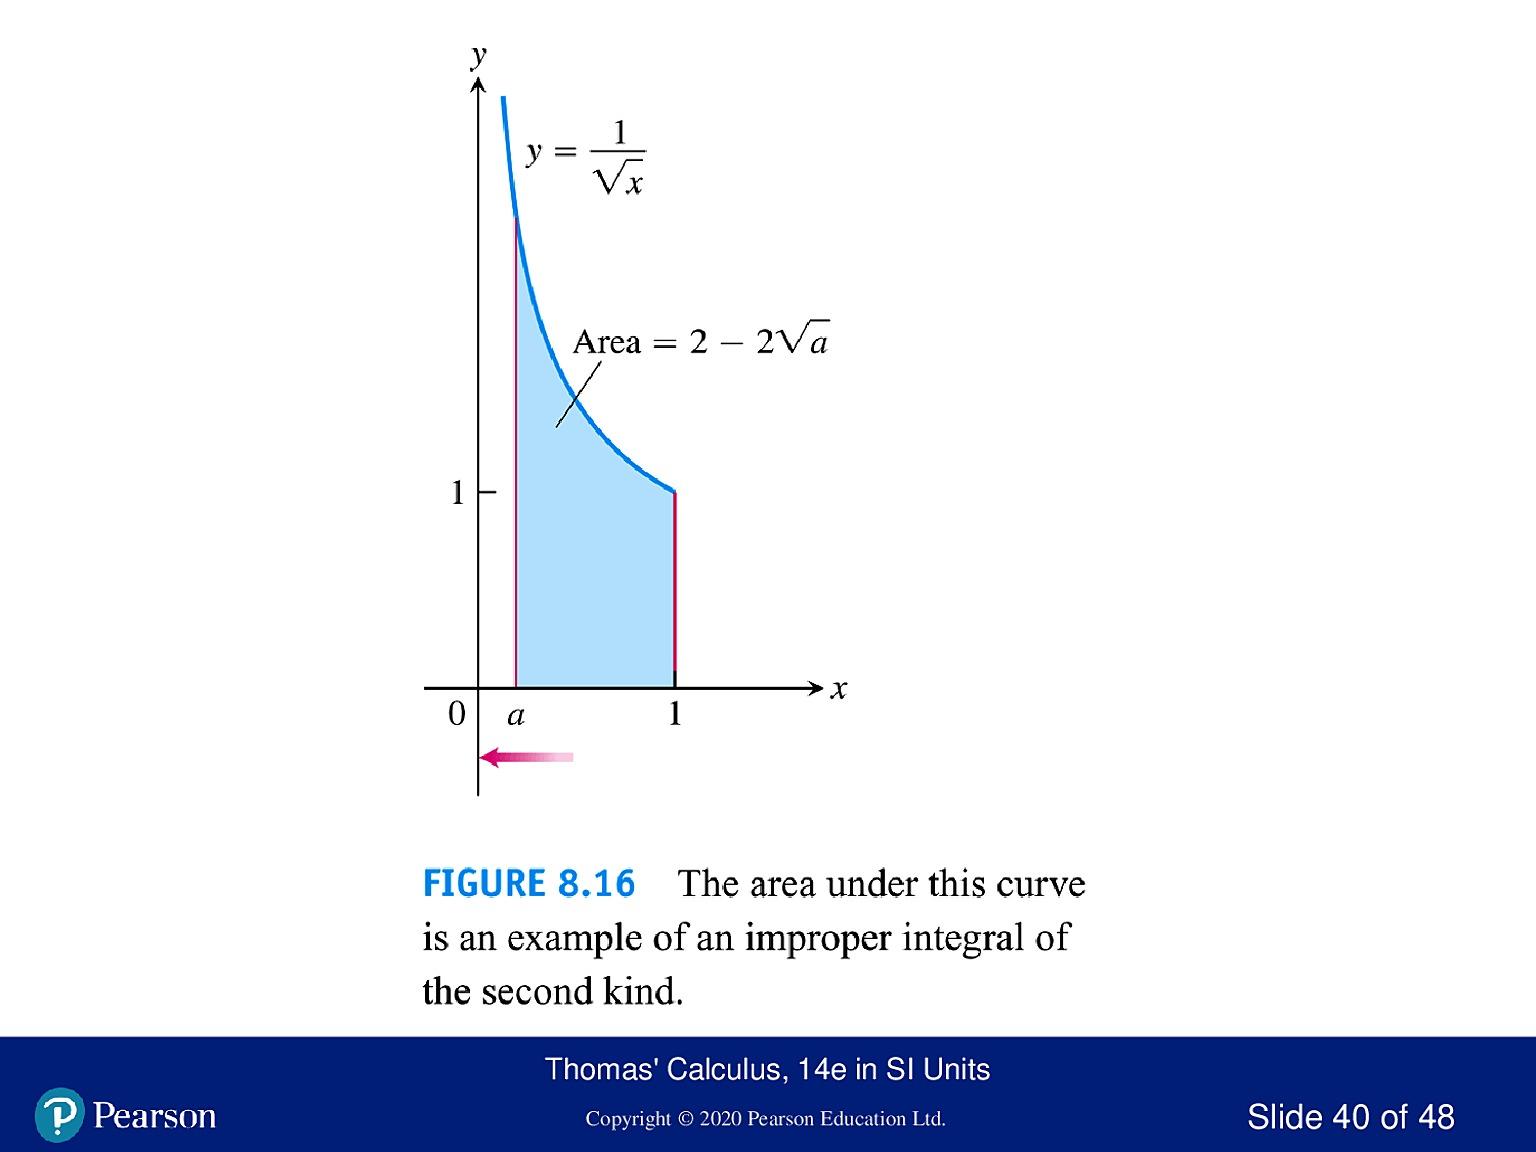 y
y = 1/√x
Area = 2 − 2√a
1
x
0 a 1
FIGURE 8.16 The area under this curve
is an example of an improper integral of
the second kind.
Thomas' Calculus, 14e in SI Units
P Pearson
Copyright © 2020 Pearson Education Ltd.
Slide 40 of 48